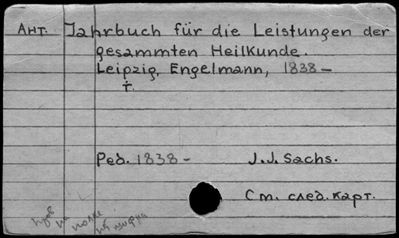 Ант. Jahrbuch für die Leistungen der
gesammten Heilkunde.
Leipzig, Engelmann, 1838 –
т.
Ред. 1838 – J.J. Sachs.
См. след. карт.